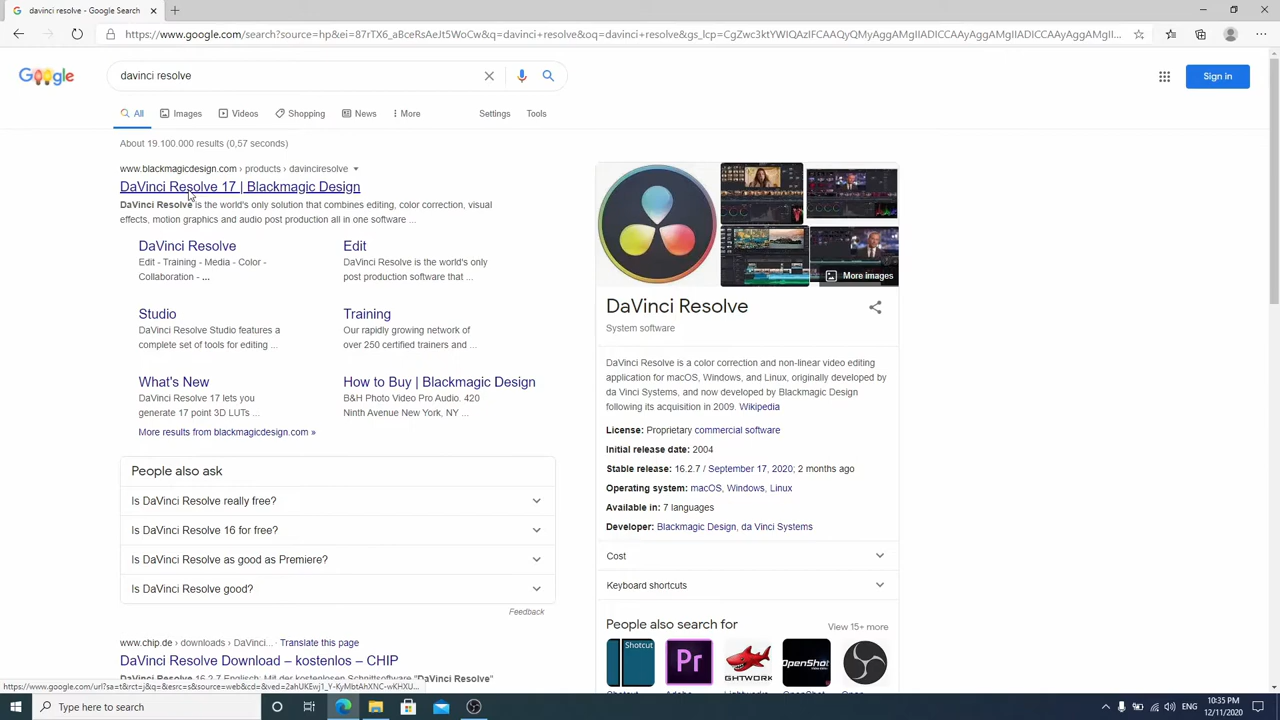 davinci resolve - Google Search
https://www.google.com/search?source=hp&ei=87rTX6_aBceRsAeJt5WoCw&q=davinci+resolve&oq=davinci+resolve&gs_lcp=CgZwc3ktYWIQAzIFCAAQyQMyAggAMgIIADICCAAyAggAMgIIADICCAAyAggAMgIIADICCAAyAggAMgIIADIC...
Google
davinci resolve
Sign in
All
Images
Videos
Shopping
News
More
Settings
Tools
About 19.100.000 results (0,57 seconds)
www.blackmagicdesign.com › products › davinciresolve
DaVinci Resolve 17 | Blackmagic Design
DaVinci Resolve is the world's only solution that combines editing, color correction, visual
effects, motion graphics and audio post production all in one software ...
DaVinci Resolve
Edit - Training - Media - Color -
Collaboration - ...
Edit
DaVinci Resolve is the world's only
post production software that ...
Studio
DaVinci Resolve Studio features a
complete set of tools for editing ...
Training
Our rapidly growing network of
over 250 certified trainers and ...
What's New
DaVinci Resolve 17 lets you
generate 17 point 3D LUTs ...
How to Buy | Blackmagic Design
B&H Photo Video Pro Audio. 420
Ninth Avenue New York, NY ...
More results from blackmagicdesign.com »
People also ask
Is DaVinci Resolve really free?
Is DaVinci Resolve 16 for free?
Is DaVinci Resolve as good as Premiere?
Is DaVinci Resolve good?
Feedback
www.chip.de › downloads › DaVinci... · Translate this page
DaVinci Resolve Download – kostenlos – CHIP
More images
DaVinci Resolve
System software
DaVinci Resolve is a color correction and non-linear video editing
application for macOS, Windows, and Linux, originally developed by
da Vinci Systems, and now developed by Blackmagic Design
following its acquisition in 2009. Wikipedia
License: Proprietary commercial software
Initial release date: 2004
Stable release: 16.2.7 / September 17, 2020; 2 months ago
Operating system: macOS, Windows, Linux
Available in: 7 languages
Developer: Blackmagic Design, da Vinci Systems
Cost
Keyboard shortcuts
People also search for
View 15+ more
Shotcut
Pr
GHTWORK
OPENSHOT
Type here to search
10:35 PM
12/11/2020